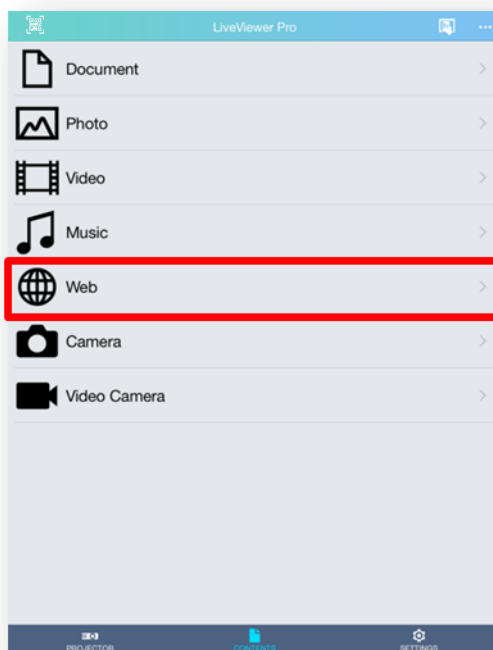 LiveViewer Pro
Document
Photo
Video
Music
Web
Camera
Video Camera
PROJECTOR
CONTENTS
SETTINGS